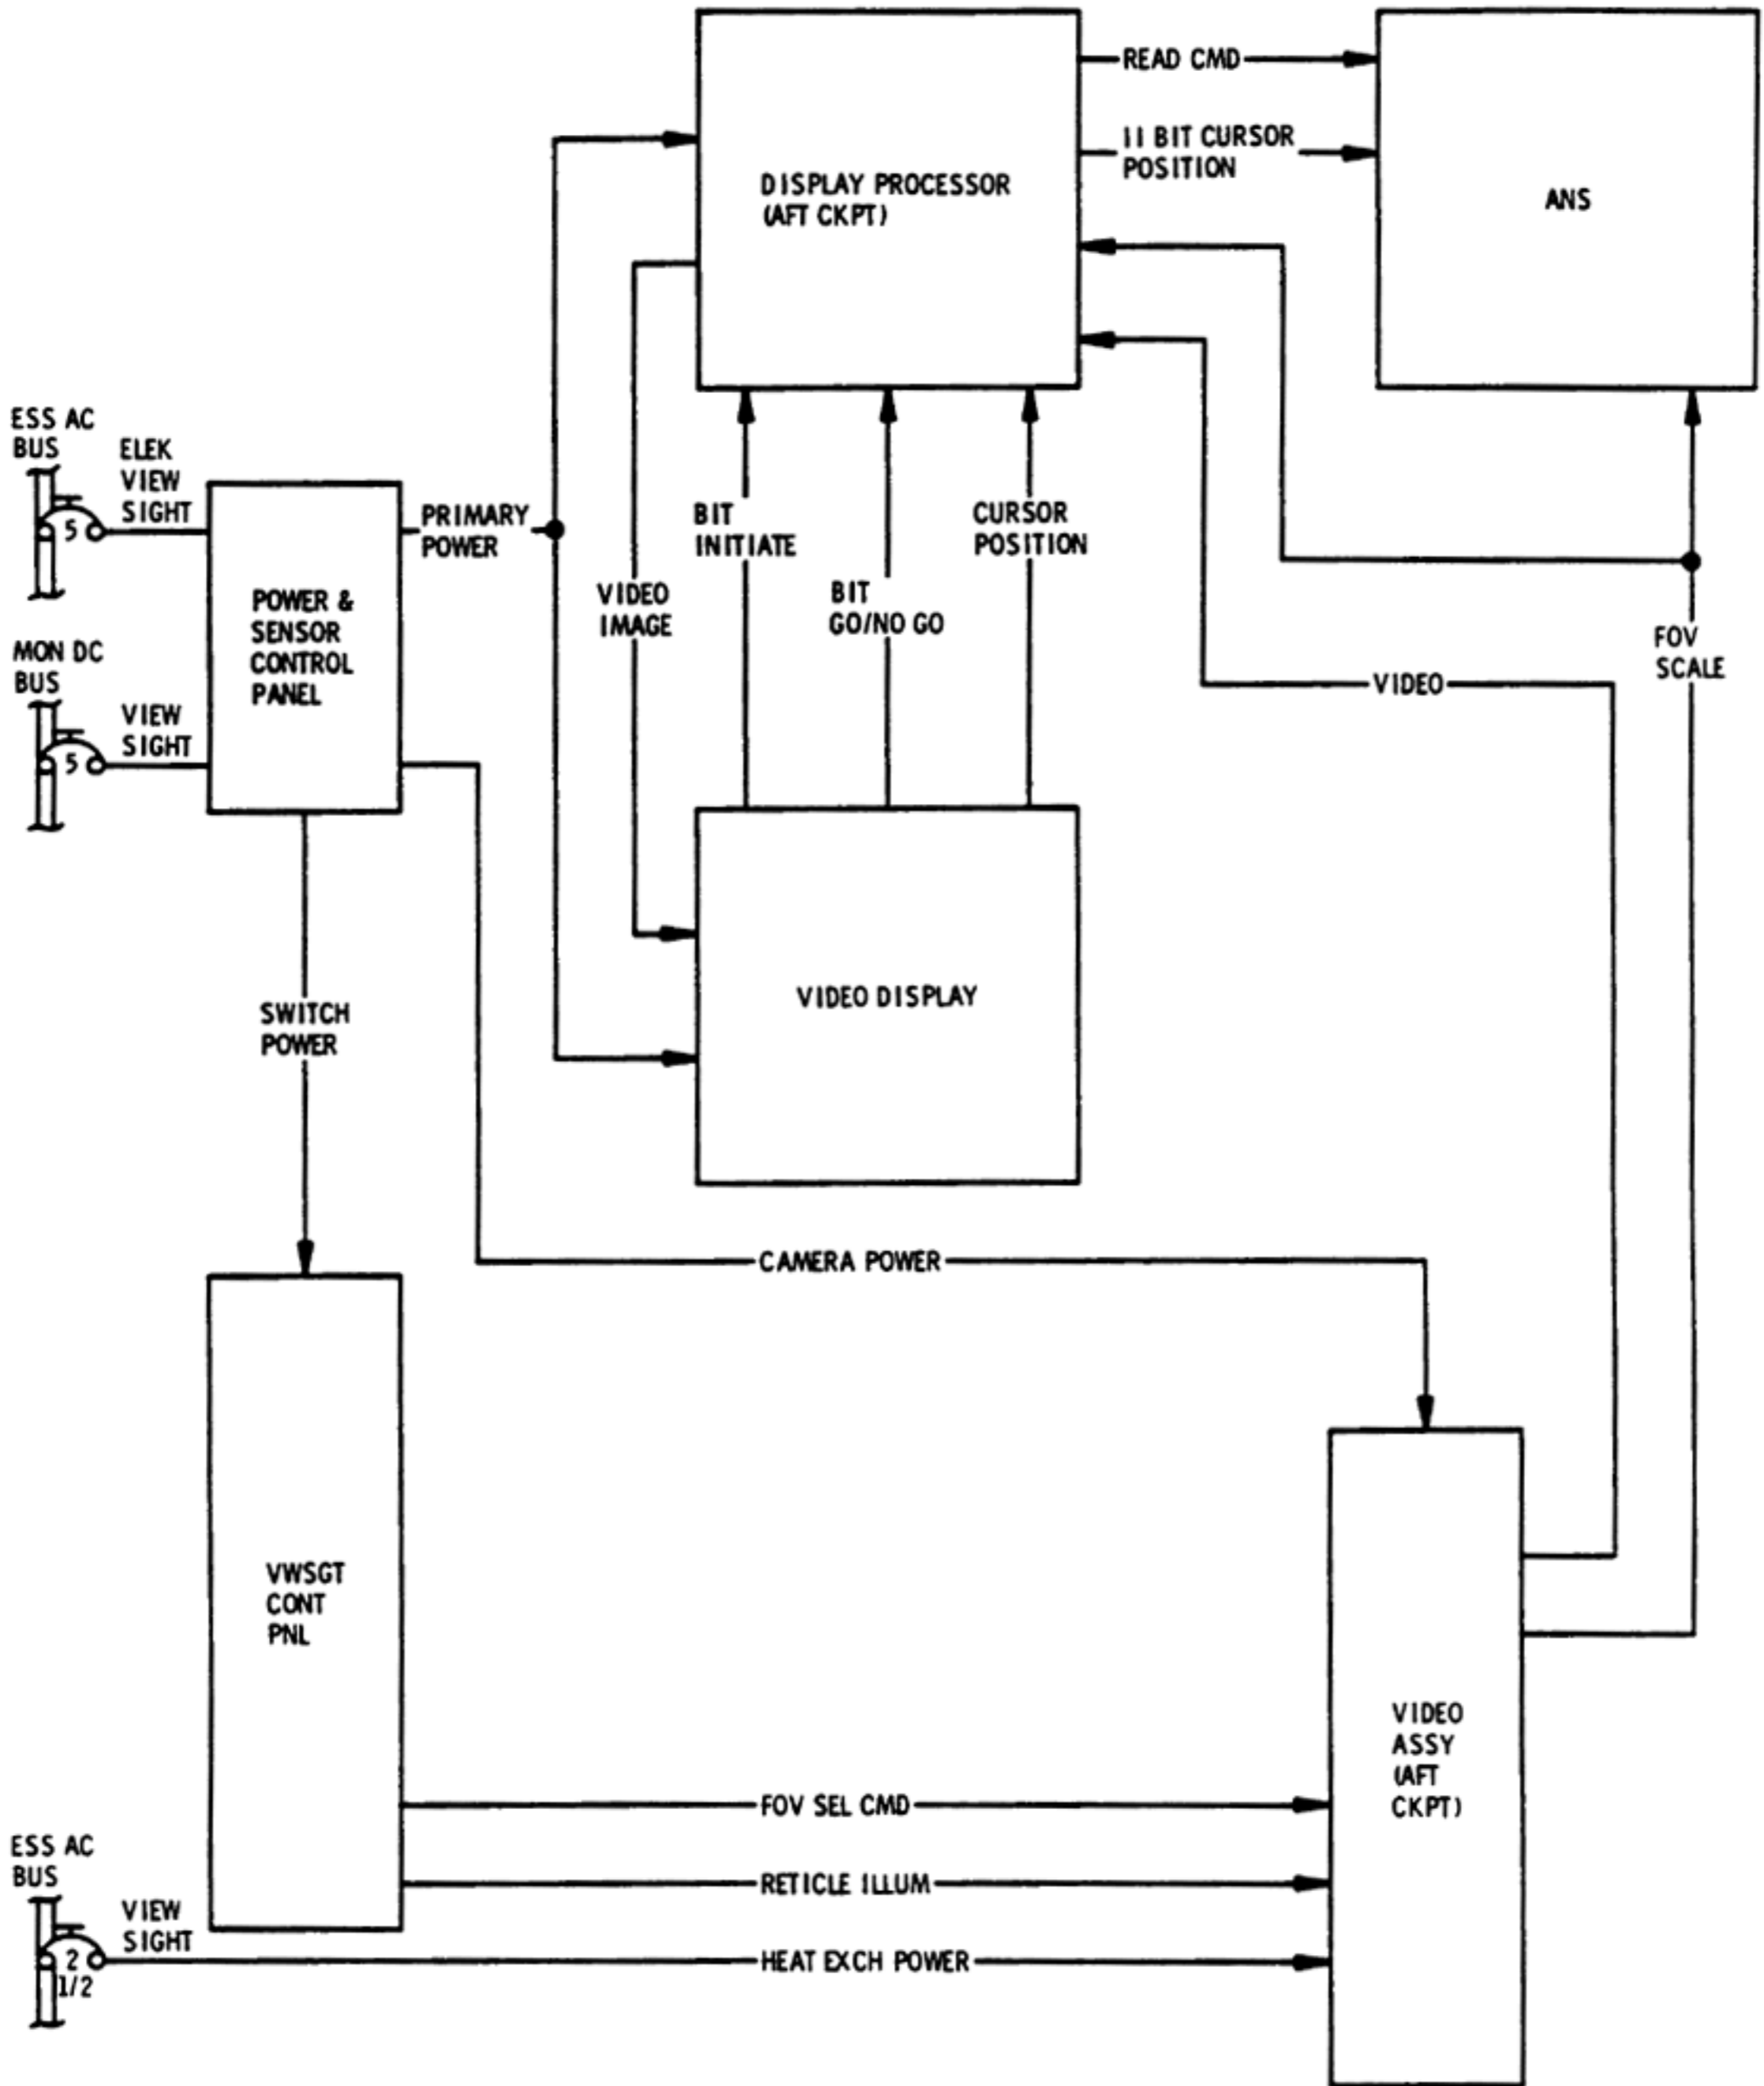 READ CMD
11 BIT CURSOR
POSITION
DISPLAY PROCESSOR
(AFT CKPT)
ANS
ESS AC
BUS
ELEK
VIEW
SIGHT
5
PRIMARY
POWER
BIT
INITIATE
CURSOR
POSITION
POWER &
SENSOR
CONTROL
PANEL
VIDEO
IMAGE
BIT
GO/NO GO
FOV
SCALE
MON DC
BUS
VIEW
SIGHT
5
VIDEO
VIDEO DISPLAY
SWITCH
POWER
CAMERA POWER
VWSGT
CONT
PNL
VIDEO
ASSY
(AFT
CKPT)
FOV SEL CMD
ESS AC
BUS
RETICLE ILLUM
VIEW
SIGHT
2
1/2
HEAT EXCH POWER